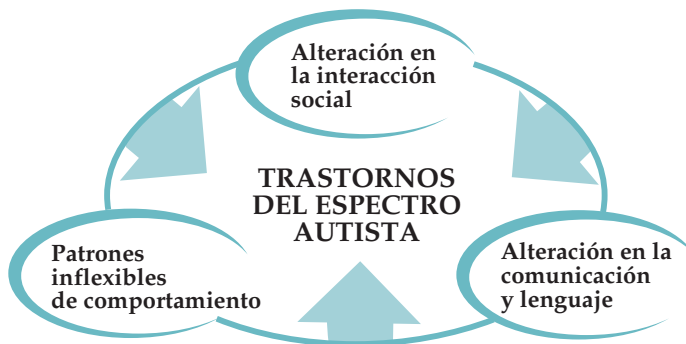 Alteración en
la interacción
social
TRASTORNOS
DEL ESPECTRO
AUTISTA
Patrones
inflexibles
de comportamiento
Alteración en la
comunicación
y lenguaje